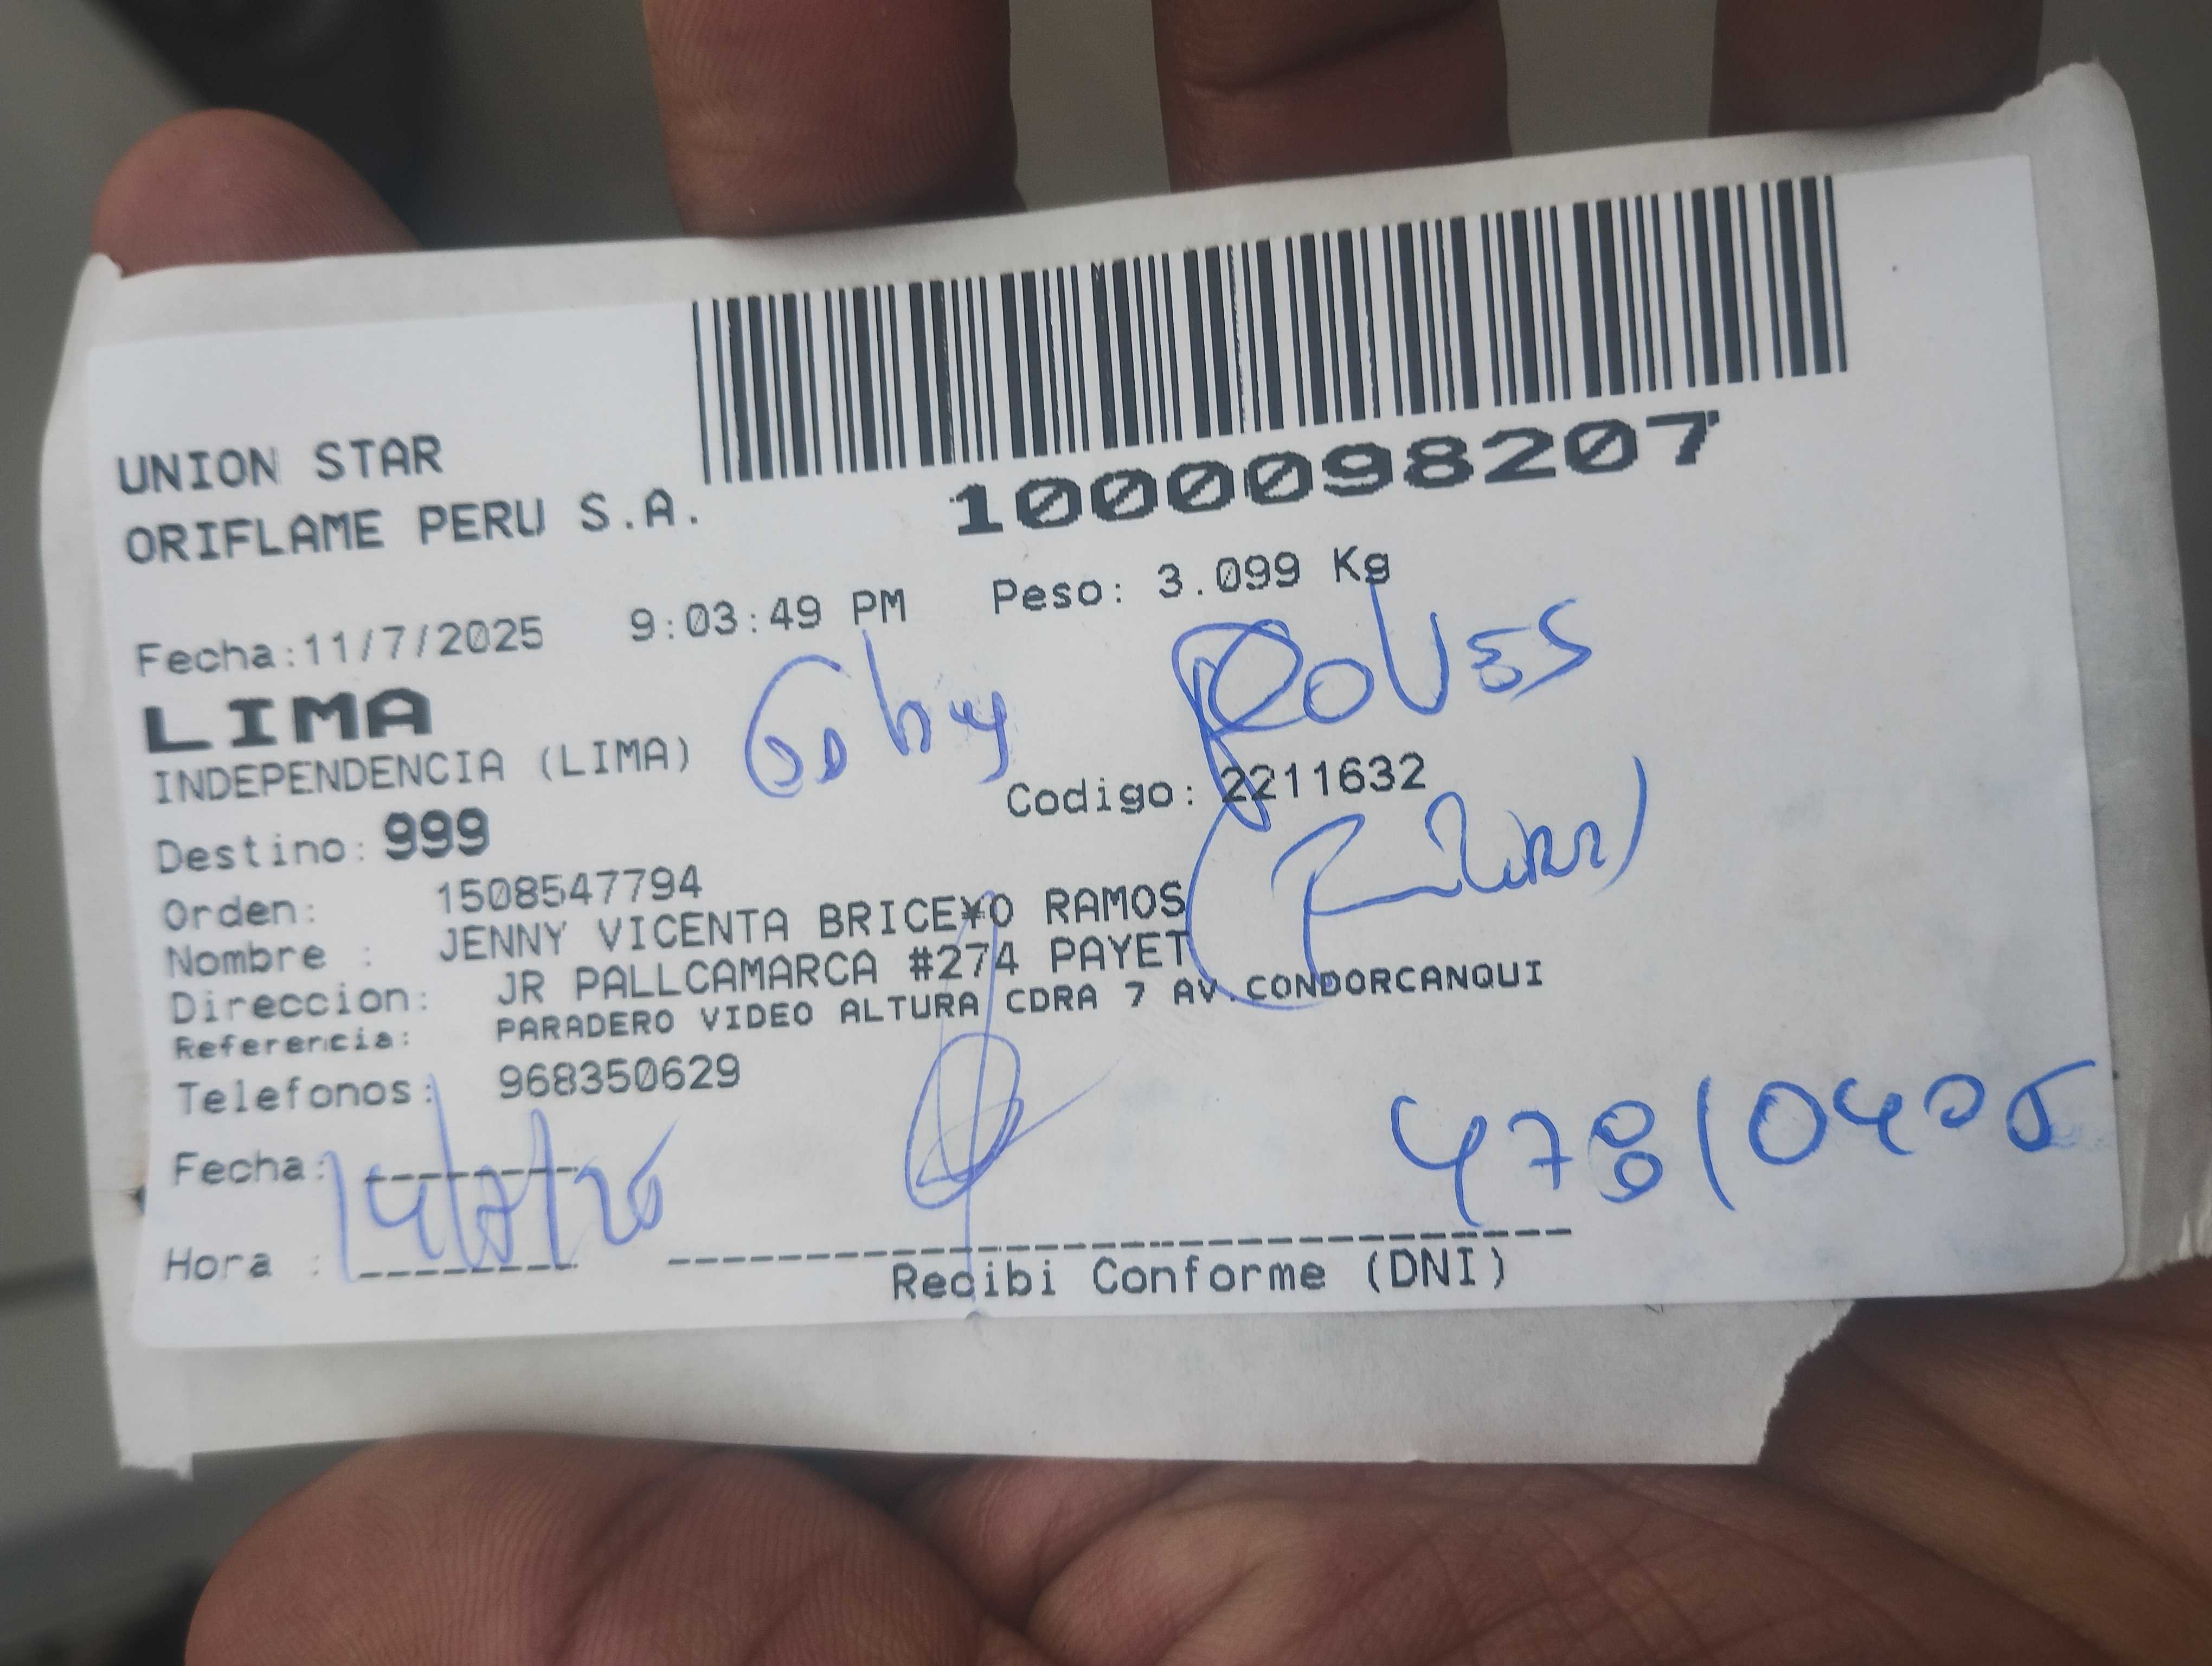 UNION STAR
ORIFLAME PERU S.A.
1000098207
Fecha:11/7/2025 9:03:49 PM Peso: 3.099 Kg
LIMA
INDEPENDENCIA (LIMA)
Gaby
Codigo: 2211632
Destino: 999
Orden: 1508547794
Nombre : JENNY VICENTA BRICE¥O RAMOS
Direccion: JR PALLCAMARCA #274 PAYET
Referencia: PARADERO VIDEO ALTURA CDRA 7 AV.CONDORCANQUI
Telefonos: 968350629
Fecha:
Hora :
Recibi Conforme (DNI)